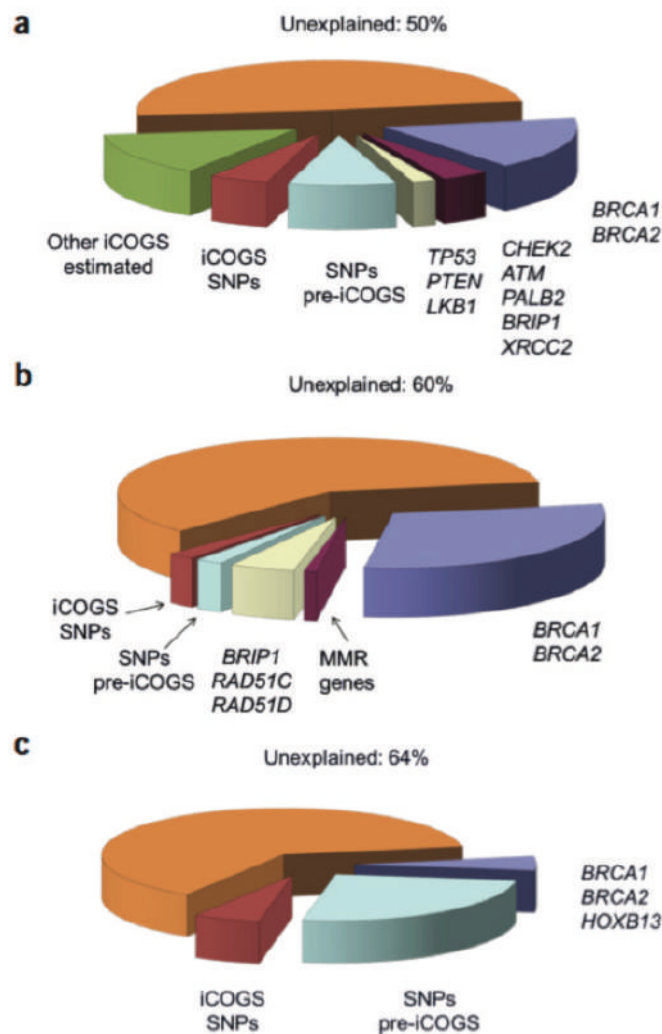 a
Unexplained: 50%
Other iCOGS
estimated
iCOGS
SNPs
SNPs
pre-iCOGS
TP53
PTEN
LKB1
CHEK2
ATM
PALB2
BRIP1
XRCC2
BRCA1
BRCA2
b
Unexplained: 60%
iCOGS
SNPs
SNPs
pre-iCOGS
BRIP1
RAD51C
RAD51D
MMR
genes
BRCA1
BRCA2
c
Unexplained: 64%
iCOGS
SNPs
SNPs
pre-iCOGS
BRCA1
BRCA2
HOXB13